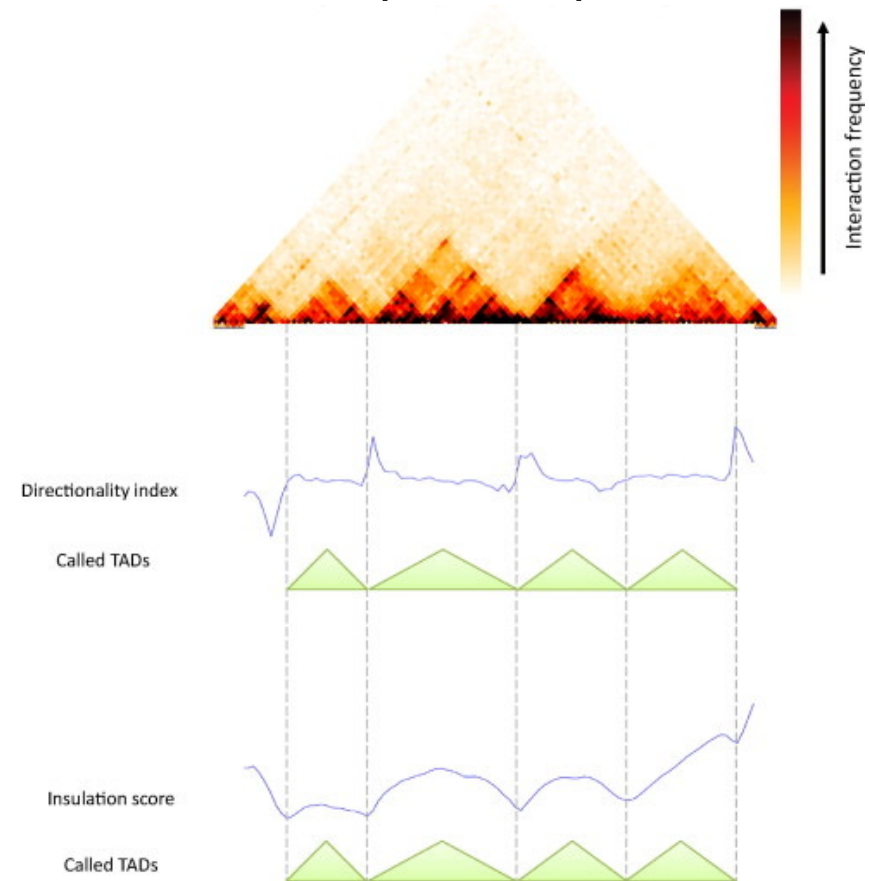 Interaction frequency
Directionality index
Called TADs
Insulation score
Called TADs